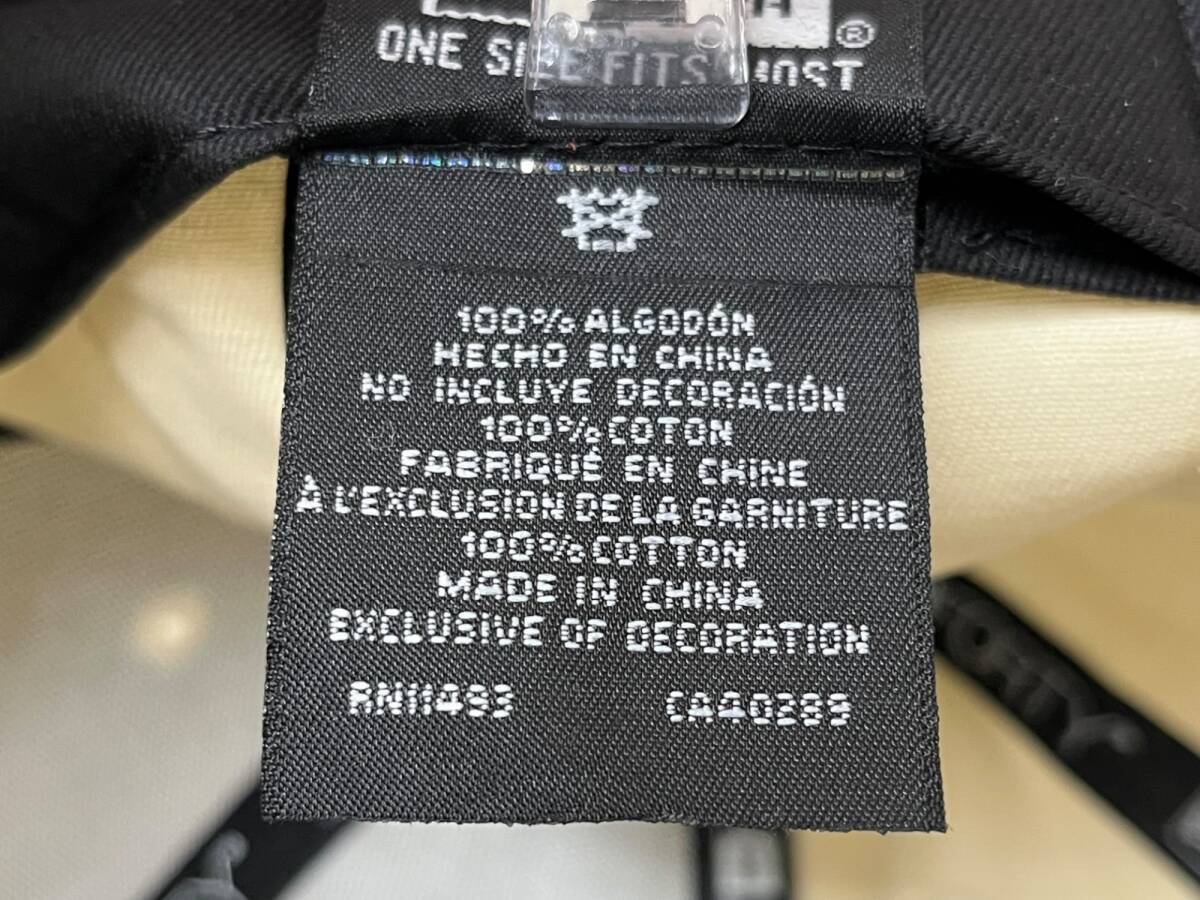 ONE SIZE FITS MOST
®
100% ALGODÓN
HECHO EN CHINA
NO INCLUYE DECORACIÓN
100% COTON
FABRIQUÉ EN CHINE
À L'EXCLUSION DE LA GARNITURE
100% COTTON
MADE IN CHINA
EXCLUSIVE OF DECORATION
RN11493 CA40289